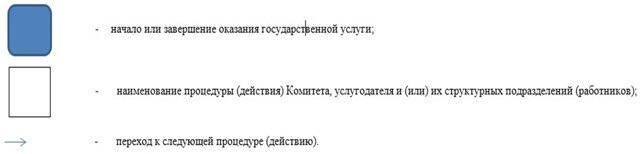 - начало или завершение оказания государственной услуги;
- наименование процедуры (действия) Комитета, услугодателя и (или) их структурных подразделений (работников);
- переход к следующей процедуре (действию).